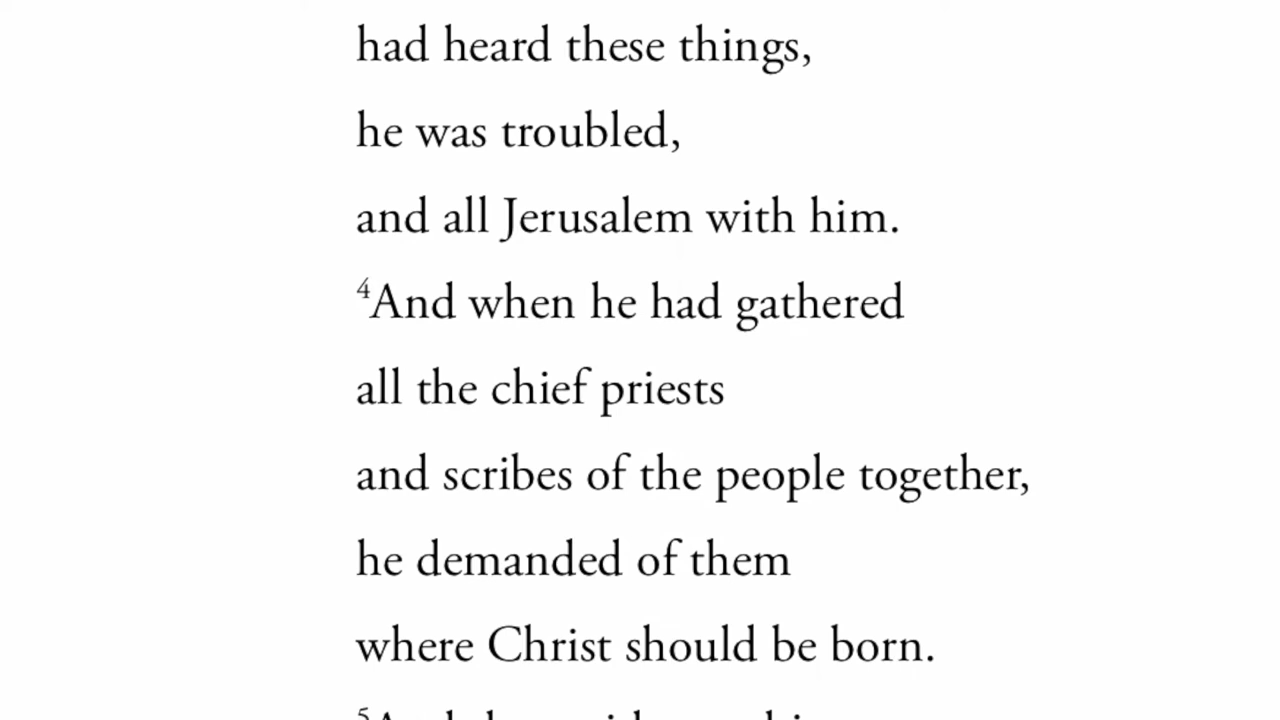 had heard these things,
he was troubled,
and all Jerusalem with him.
⁴And when he had gathered
all the chief priests
and scribes of the people together,
he demanded of them
where Christ should be born.